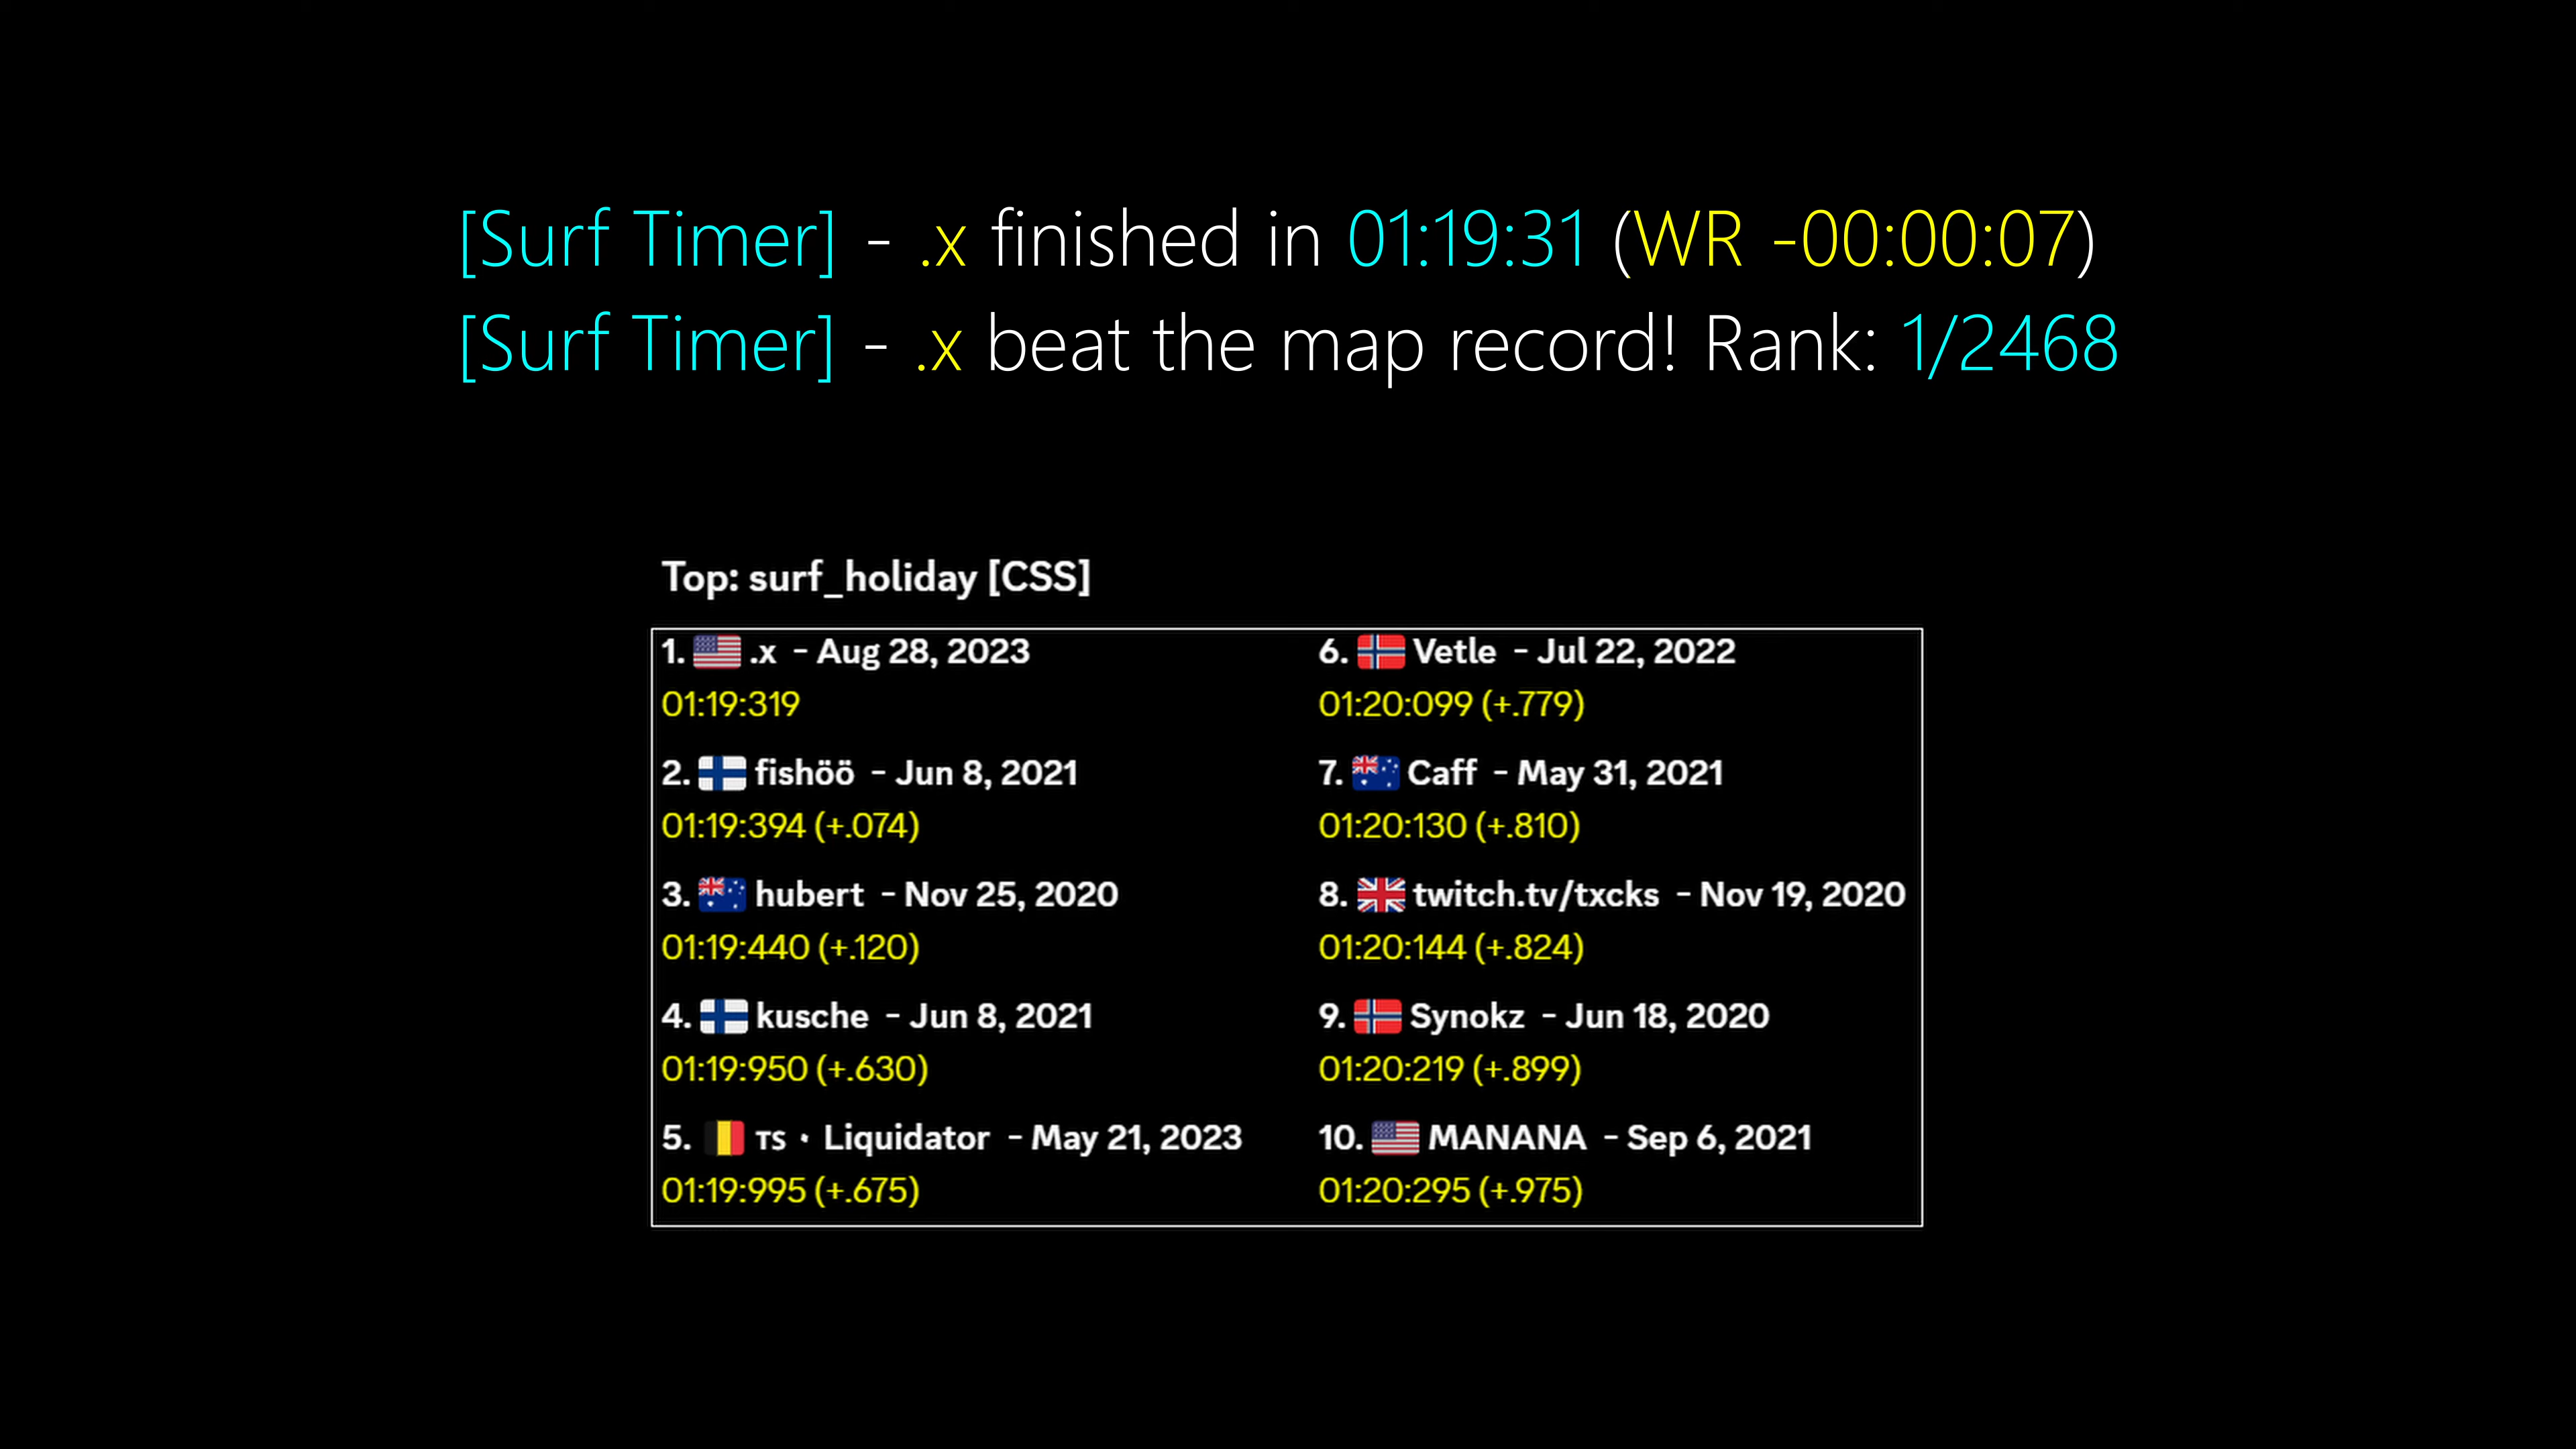 [Surf Timer] - .x finished in 01:19:31 (WR -00:00:07)
[Surf Timer] - .x beat the map record! Rank: 1/2468
Top: surf_holiday [CSS]
1. .x - Aug 28, 2023
01:19:319
2. fishöö - Jun 8, 2021
01:19:394 (+.074)
3. hubert - Nov 25, 2020
01:19:440 (+.120)
4. kusche - Jun 8, 2021
01:19:950 (+.630)
5. TS · Liquidator - May 21, 2023
01:19:995 (+.675)
6. Vetle - Jul 22, 2022
01:20:099 (+.779)
7. Caff - May 31, 2021
01:20:130 (+.810)
8. twitch.tv/txcks - Nov 19, 2020
01:20:144 (+.824)
9. Synokz - Jun 18, 2020
01:20:219 (+.899)
10. MANANA - Sep 6, 2021
01:20:295 (+.975)